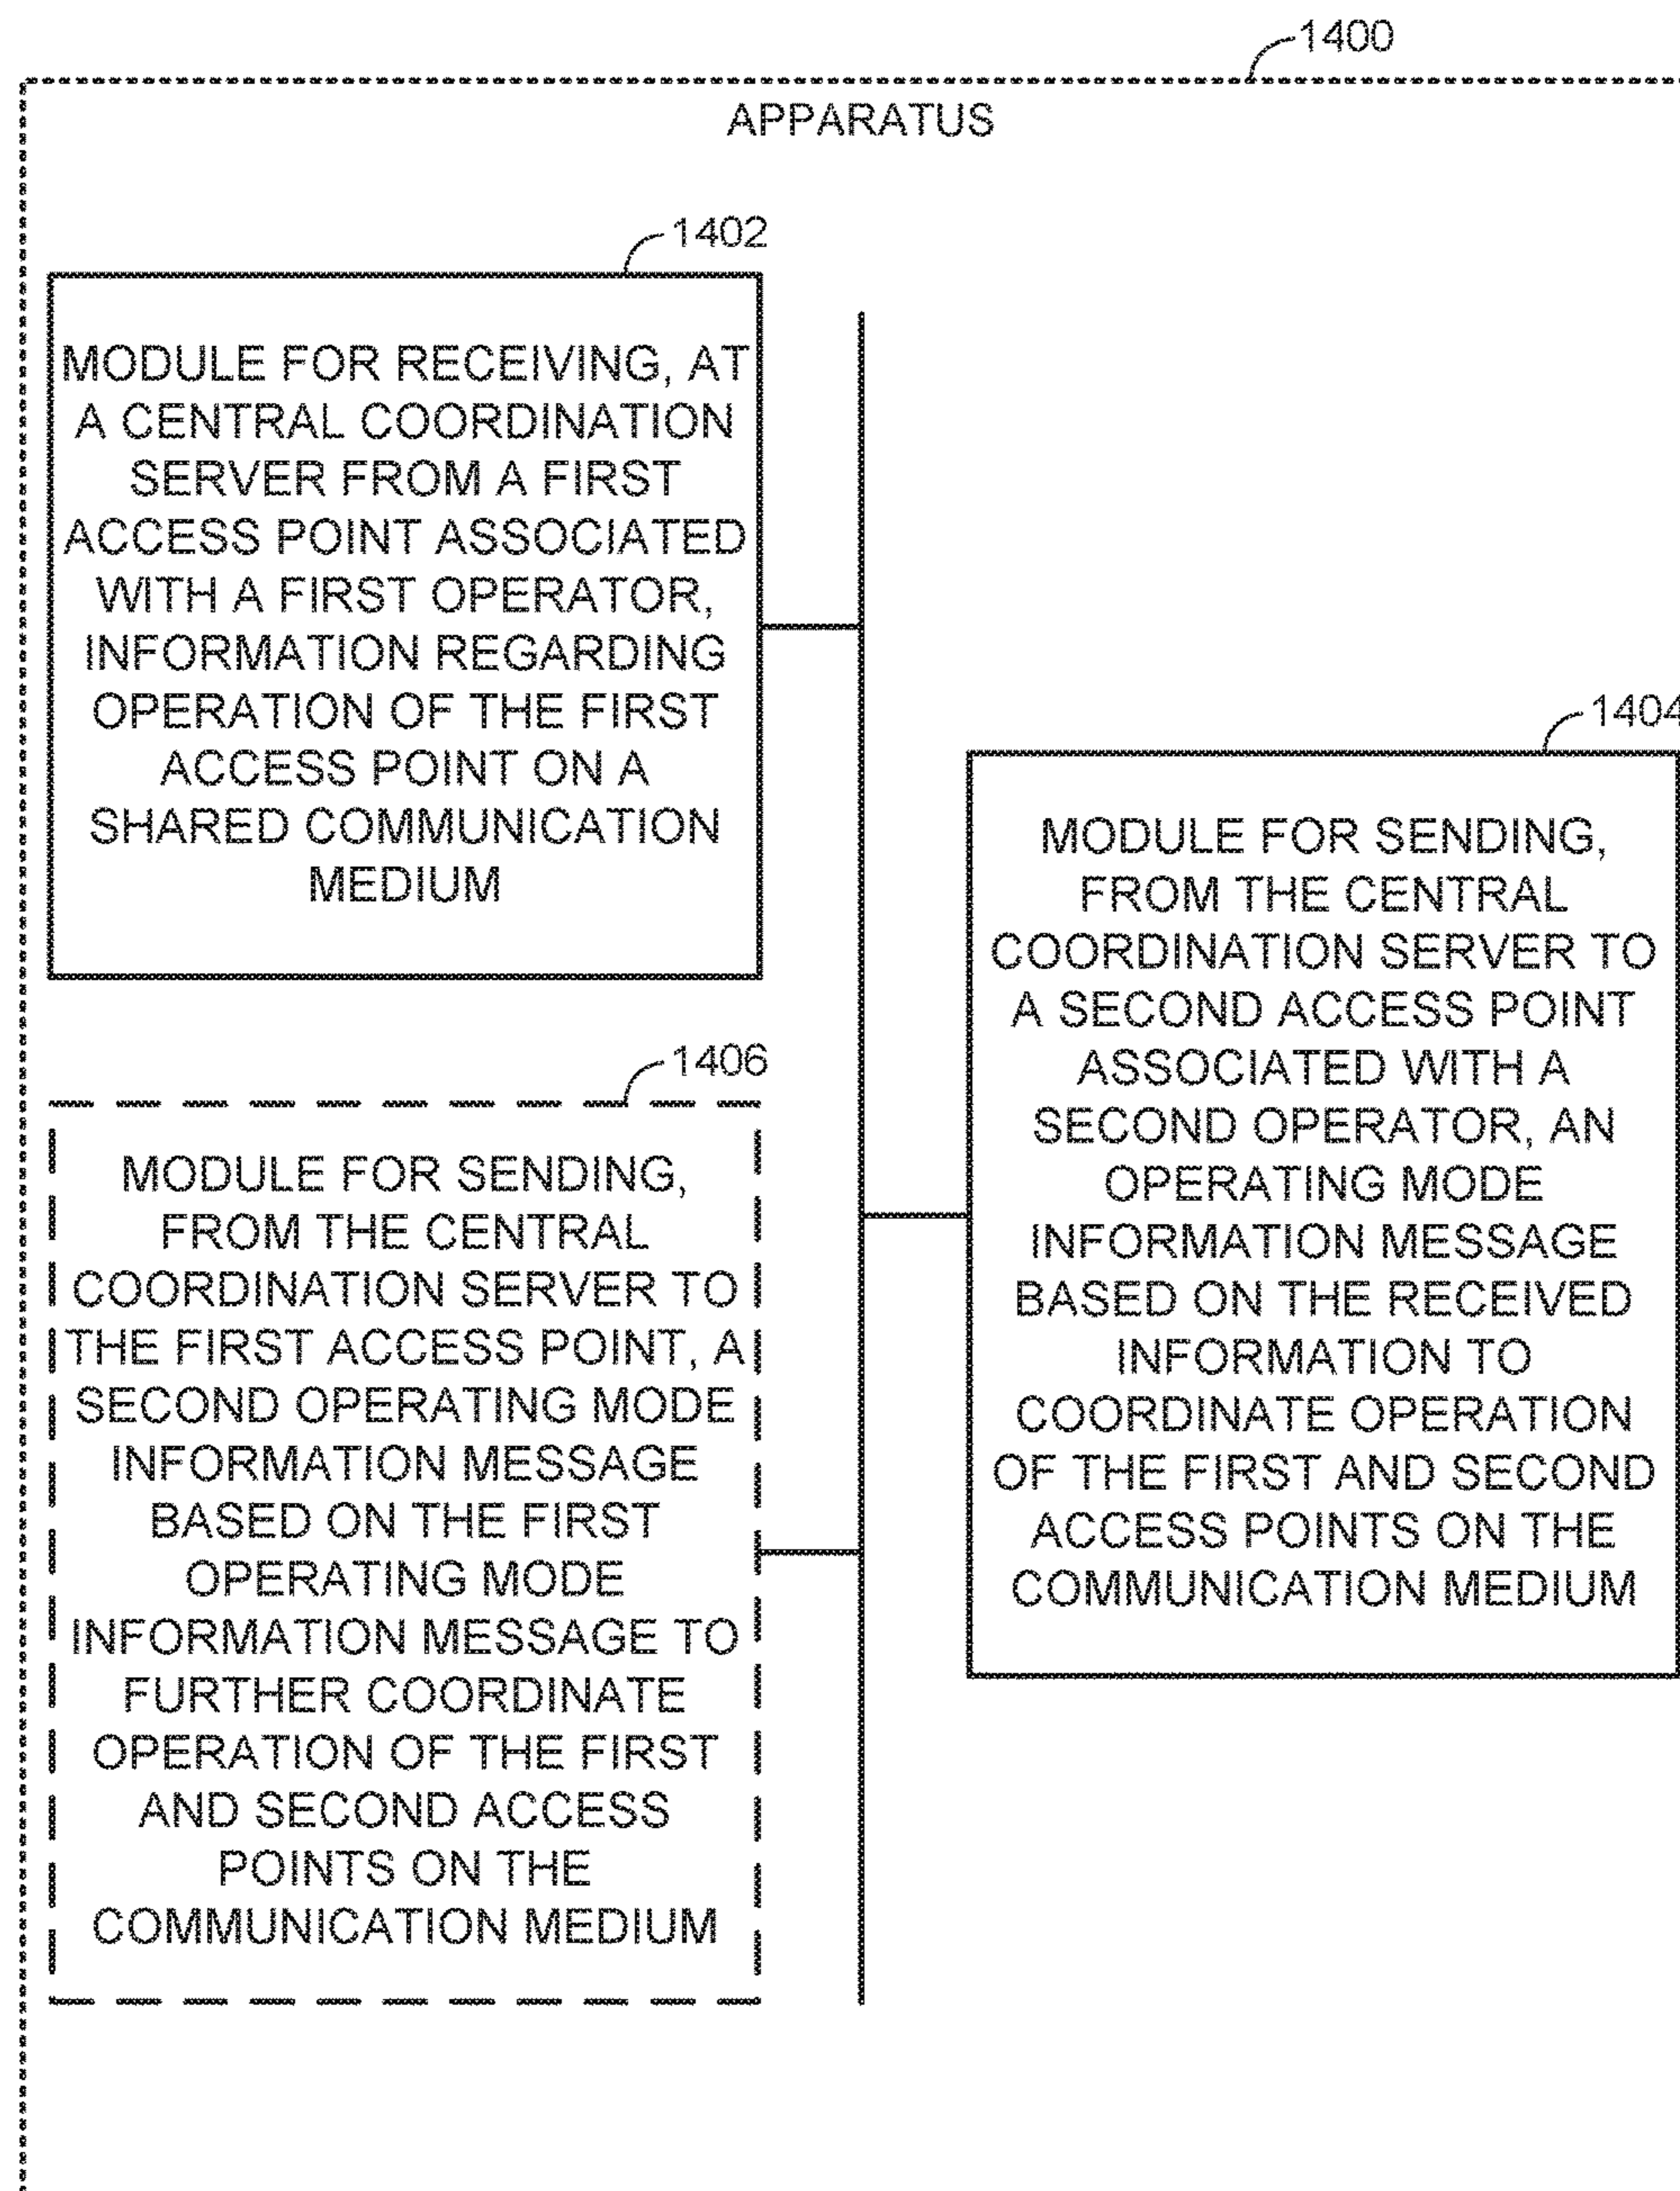 1400
APPARATUS
1402
MODULE FOR RECEIVING, AT
A CENTRAL COORDINATION
SERVER FROM A FIRST
ACCESS POINT ASSOCIATED
WITH A FIRST OPERATOR,
INFORMATION REGARDING
OPERATION OF THE FIRST
ACCESS POINT ON A
SHARED COMMUNICATION
MEDIUM
1404
MODULE FOR SENDING,
FROM THE CENTRAL
COORDINATION SERVER TO
A SECOND ACCESS POINT
ASSOCIATED WITH A
SECOND OPERATOR, AN
OPERATING MODE
INFORMATION MESSAGE
BASED ON THE RECEIVED
INFORMATION TO
COORDINATE OPERATION
OF THE FIRST AND SECOND
ACCESS POINTS ON THE
COMMUNICATION MEDIUM
1406
MODULE FOR SENDING,
FROM THE CENTRAL
COORDINATION SERVER TO
THE FIRST ACCESS POINT, A
SECOND OPERATING MODE
INFORMATION MESSAGE
BASED ON THE FIRST
OPERATING MODE
INFORMATION MESSAGE TO
FURTHER COORDINATE
OPERATION OF THE FIRST
AND SECOND ACCESS
POINTS ON THE
COMMUNICATION MEDIUM